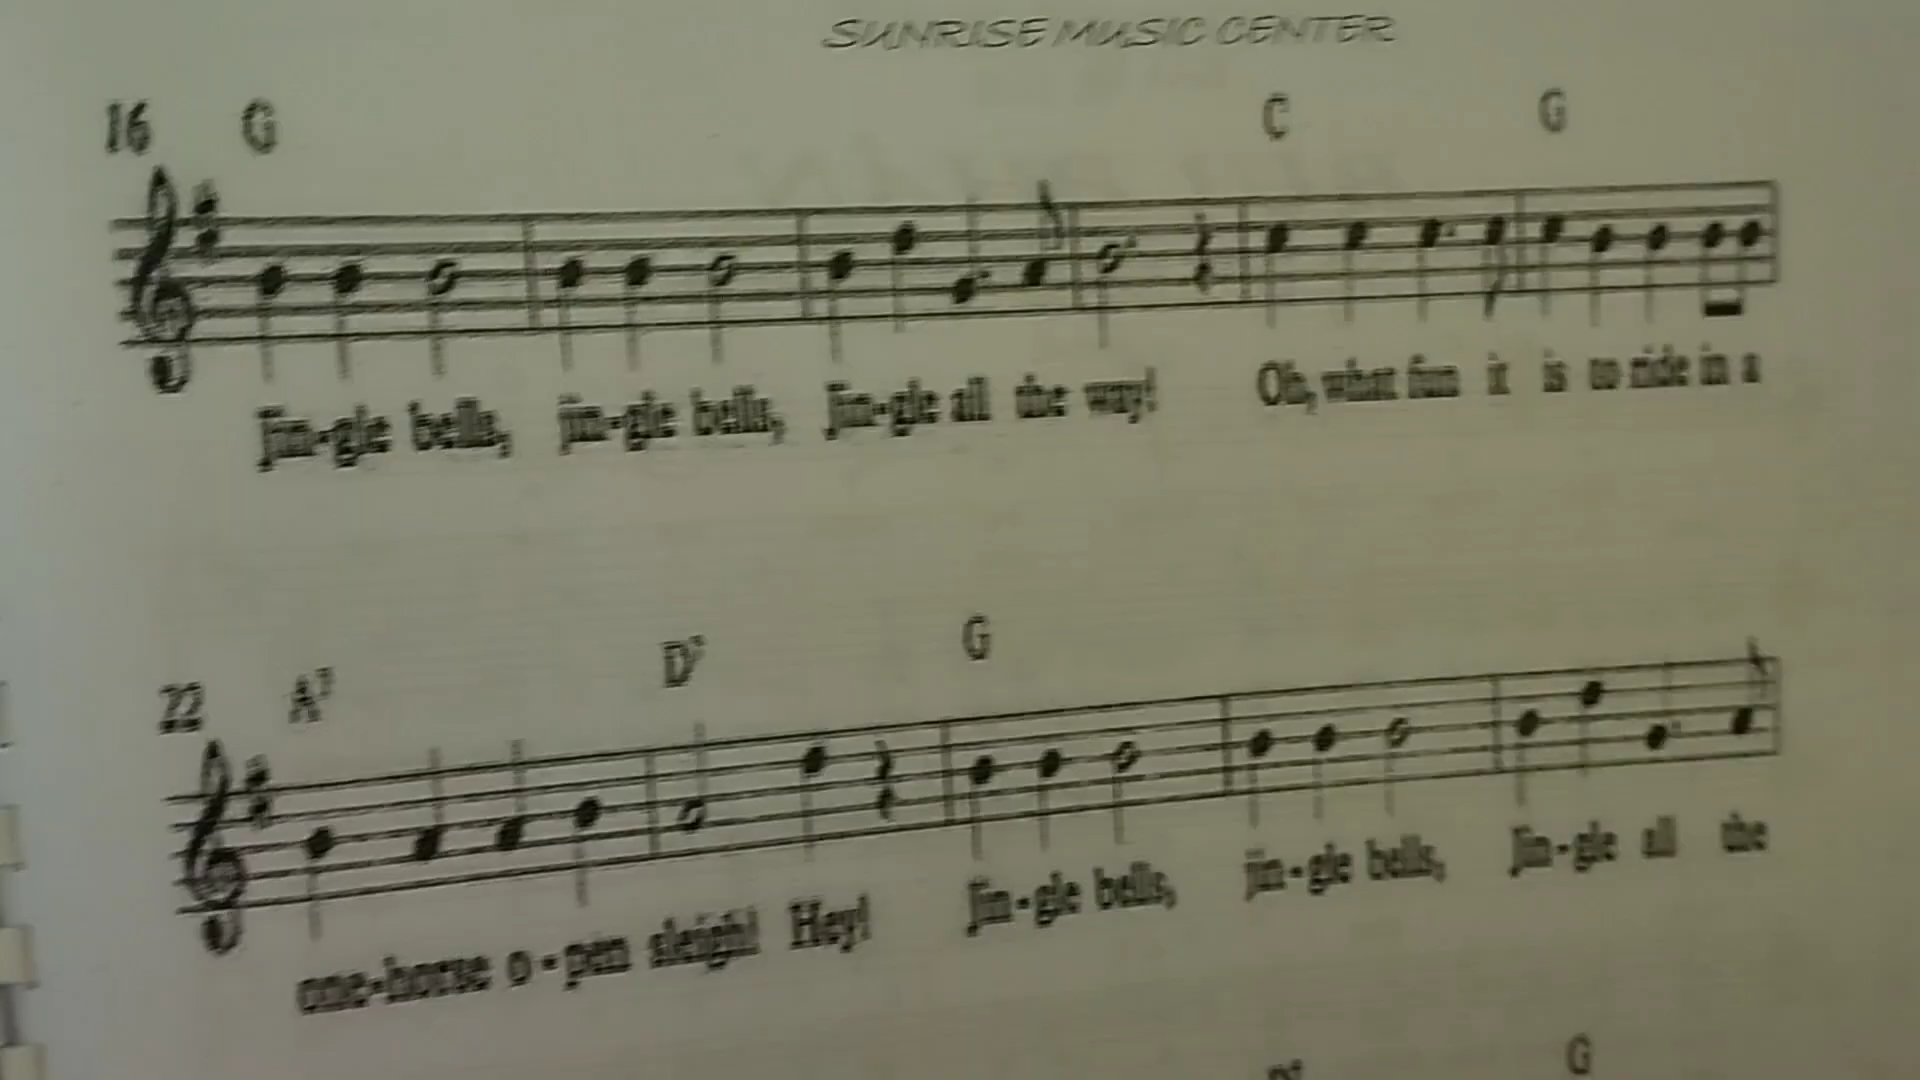 SUNRISE MUSIC CENTER
16 G C G
Jin-gle bells, jin-gle bells, Jin-gle all the way! Oh, what fun it is to ride in a
22 A7 D7 G
one-horse o-pen sleigh! Hey! Jin-gle bells, jin-gle bells, Jin-gle all the
G